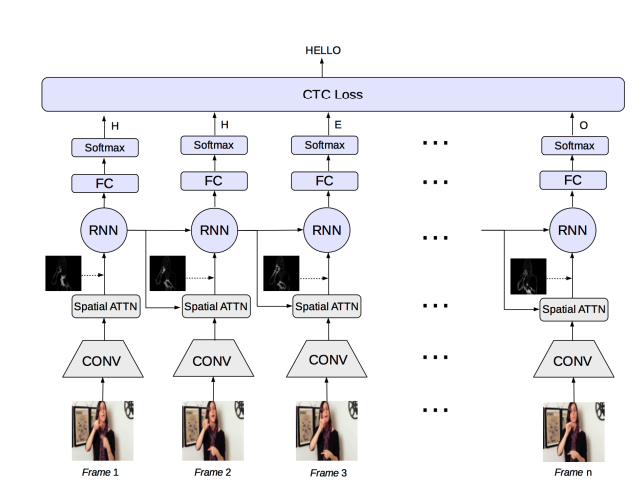 HELLO
CTC Loss
H H E O
Softmax Softmax Softmax ... Softmax
FC FC FC ... FC
RNN RNN RNN ... RNN
Spatial ATTN Spatial ATTN Spatial ATTN ... Spatial ATTN
CONV CONV CONV ... CONV
...
Frame 1 Frame 2 Frame 3 Frame n